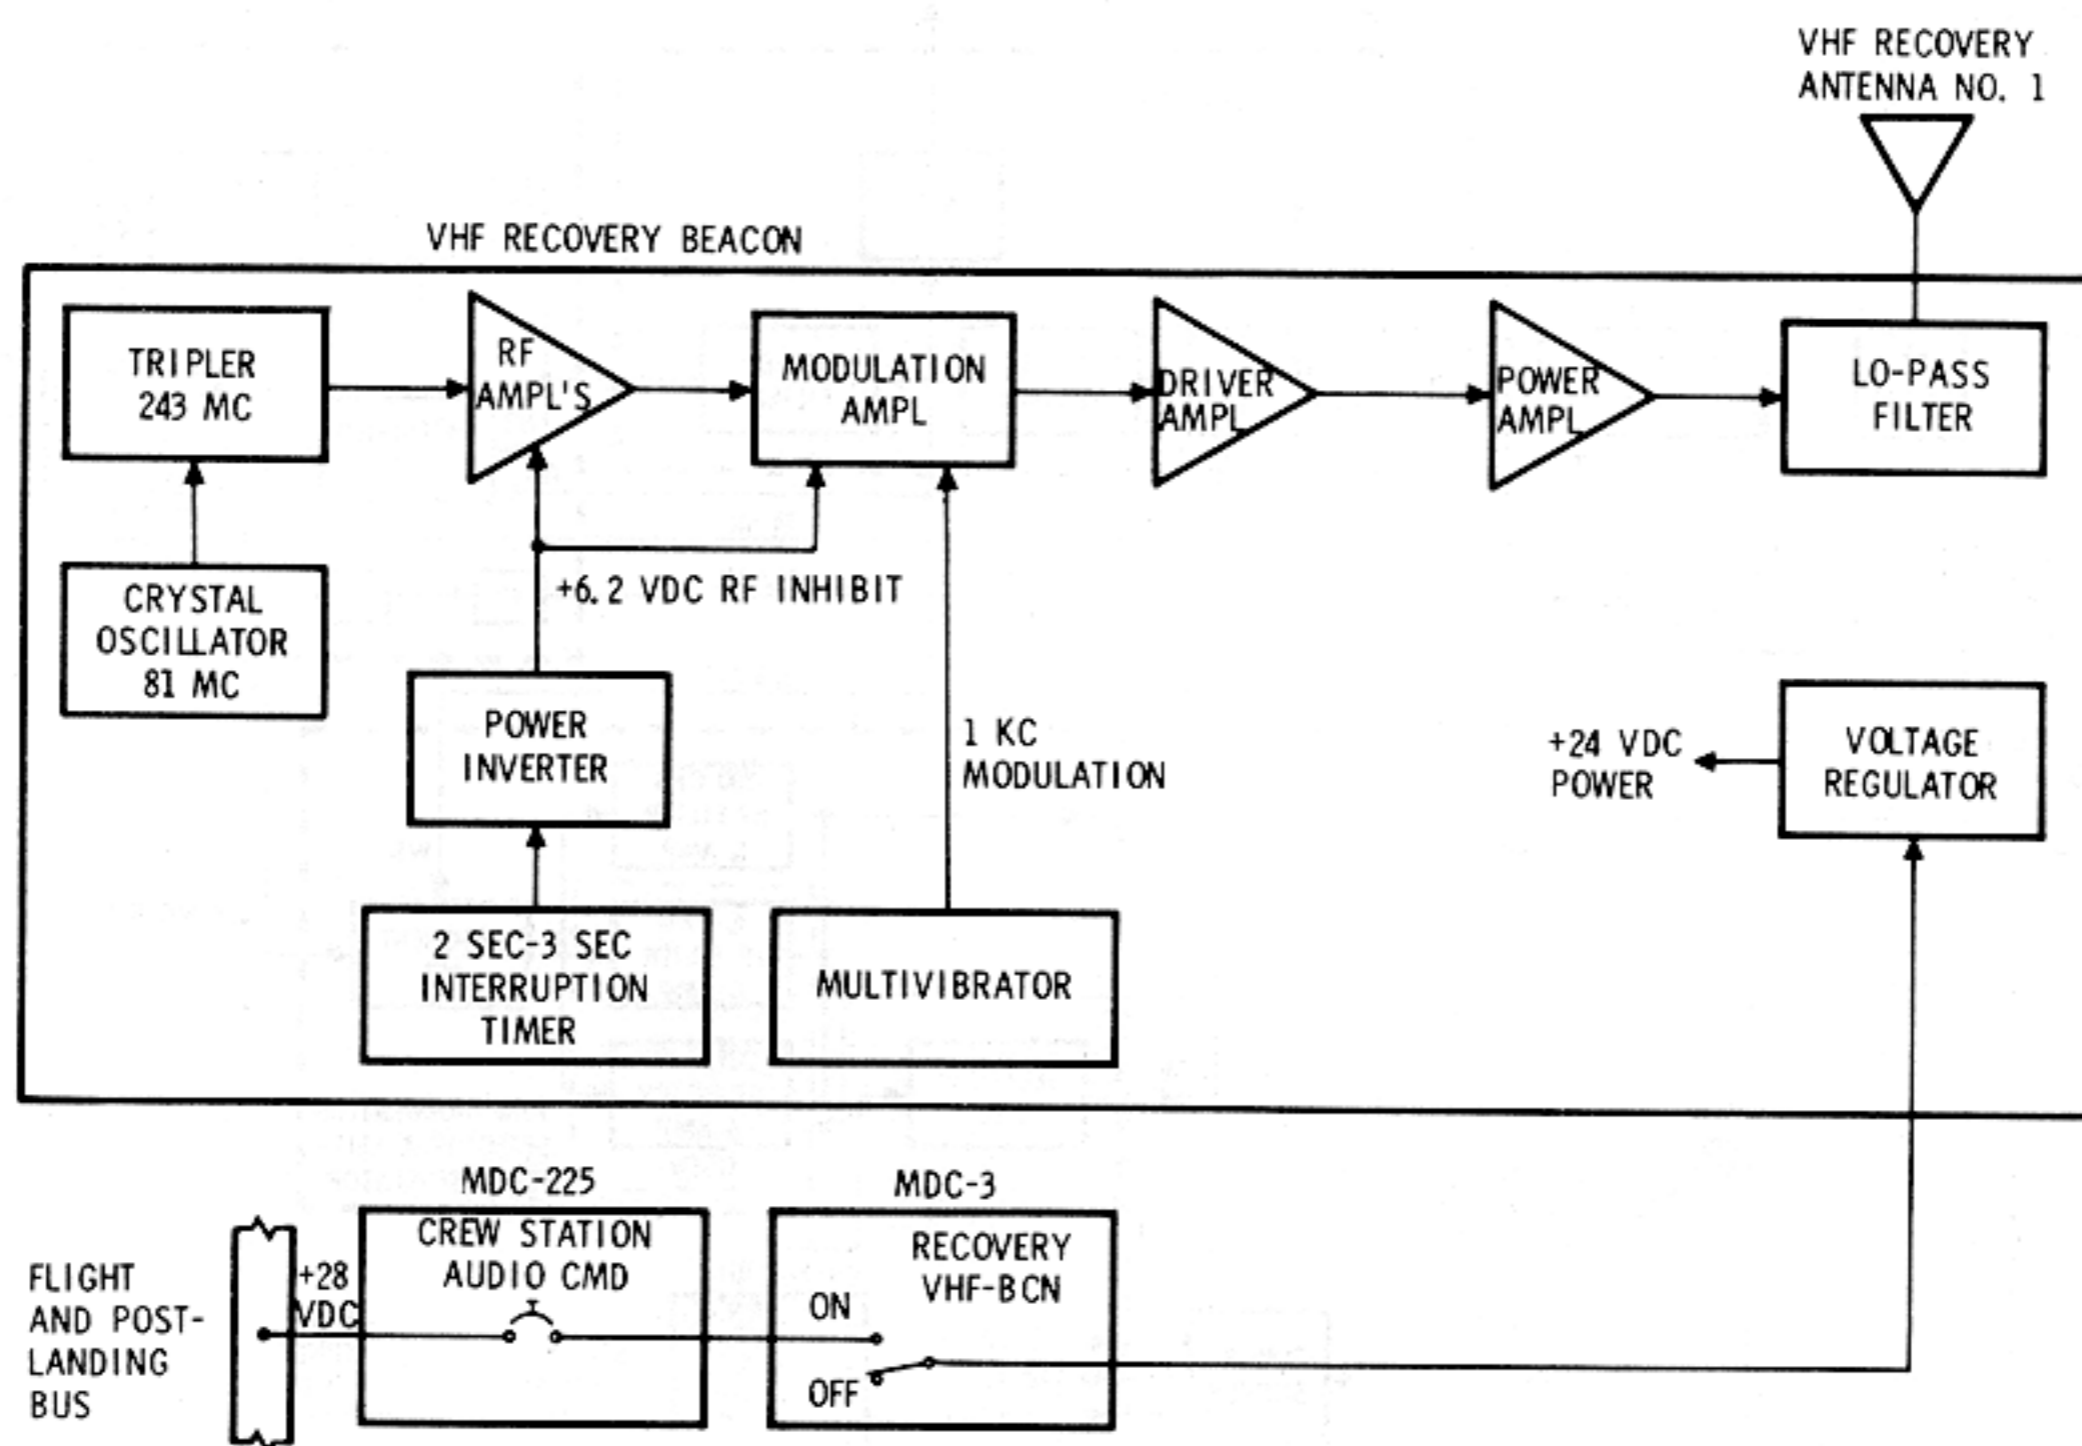 VHF RECOVERY
ANTENNA NO. 1
VHF RECOVERY BEACON
TRIPLER
243 MC
RF
AMPL'S
MODULATION
AMPL
DRIVER
AMPL
POWER
AMPL
LO-PASS
FILTER
+6.2 VDC RF INHIBIT
CRYSTAL
OSCILLATOR
81 MC
POWER
INVERTER
1 KC
MODULATION
+24 VDC
POWER
VOLTAGE
REGULATOR
2 SEC-3 SEC
INTERRUPTION
TIMER
MULTIVIBRATOR
MDC-225
MDC-3
CREW STATION
AUDIO CMD
RECOVERY
VHF-BCN
ON
OFF
FLIGHT
AND POST-
LANDING
BUS
+28
VDC